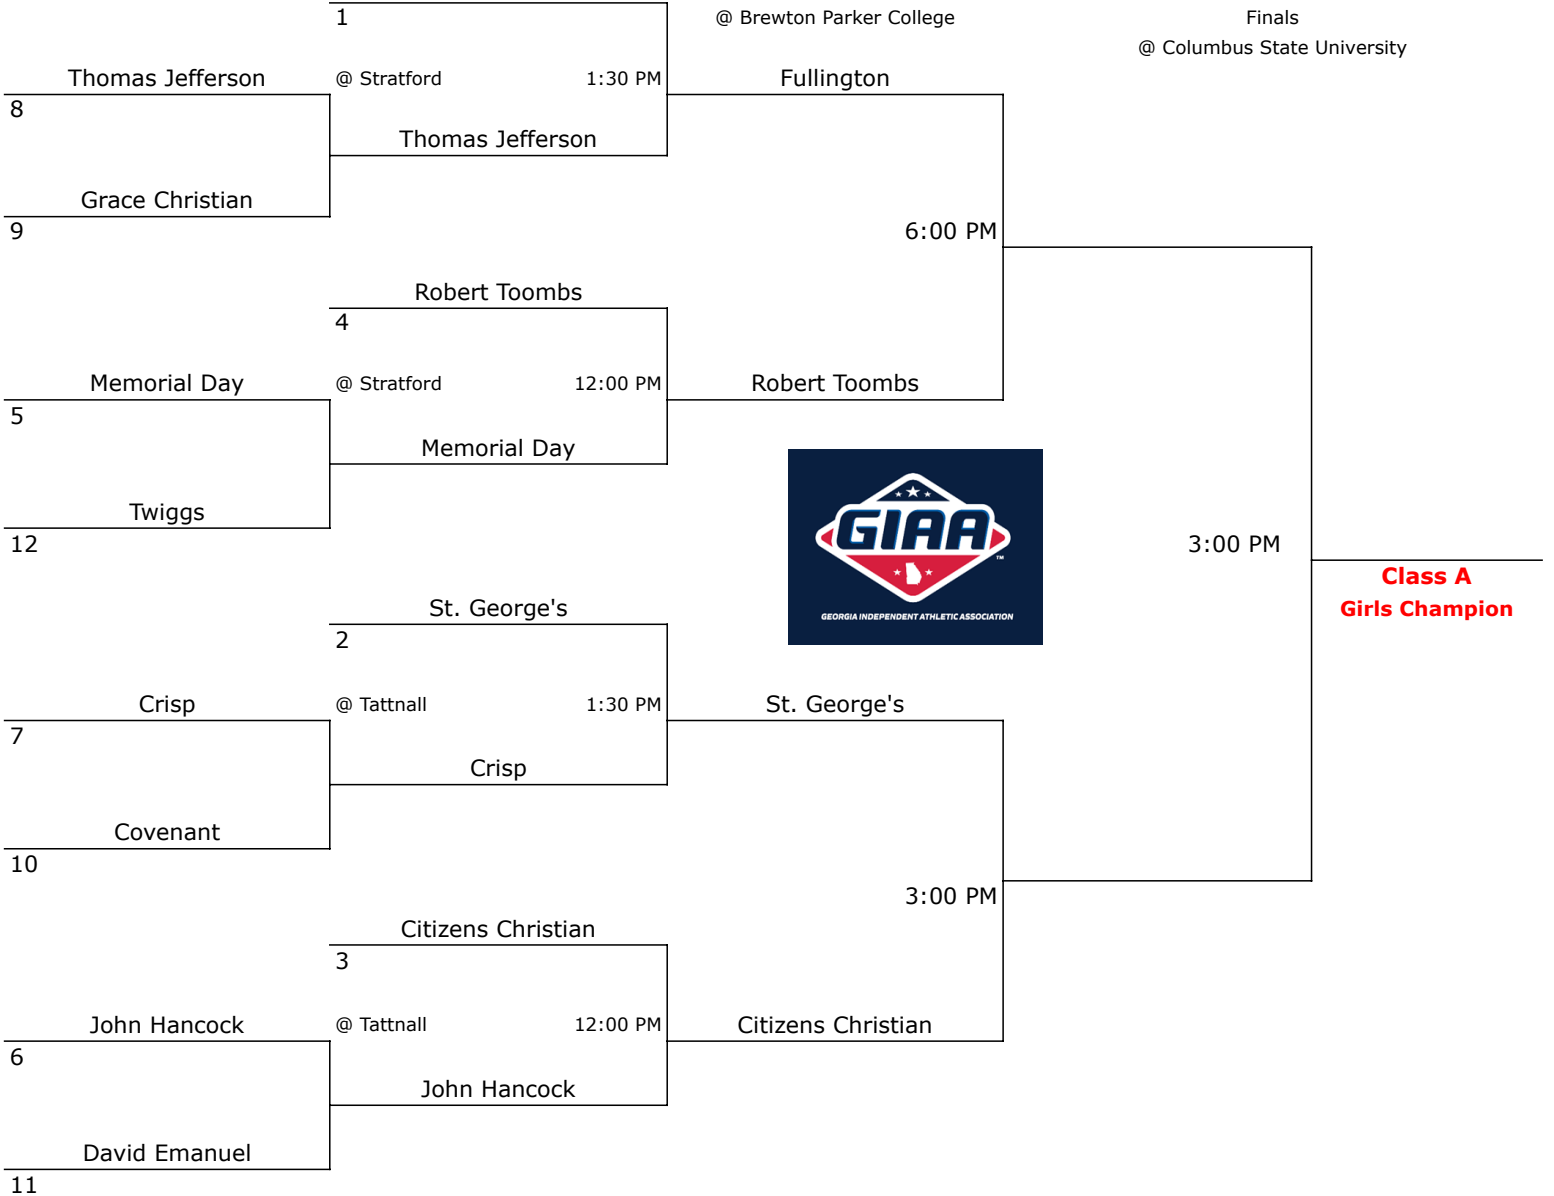 1
@ Brewton Parker College
Finals
@ Columbus State University
Thomas Jefferson
@ Stratford
1:30 PM
Fullington
8
Thomas Jefferson
Grace Christian
9
6:00 PM
Robert Toombs
4
Memorial Day
@ Stratford
12:00 PM
Robert Toombs
5
Memorial Day
Twiggs
12
GIAA
TM
GEORGIA INDEPENDENT ATHLETIC ASSOCIATION
3:00 PM
Class A
Girls Champion
St. George's
2
Crisp
@ Tattnall
1:30 PM
St. George's
7
Crisp
Covenant
10
3:00 PM
Citizens Christian
3
John Hancock
@ Tattnall
12:00 PM
Citizens Christian
6
John Hancock
David Emanuel
11